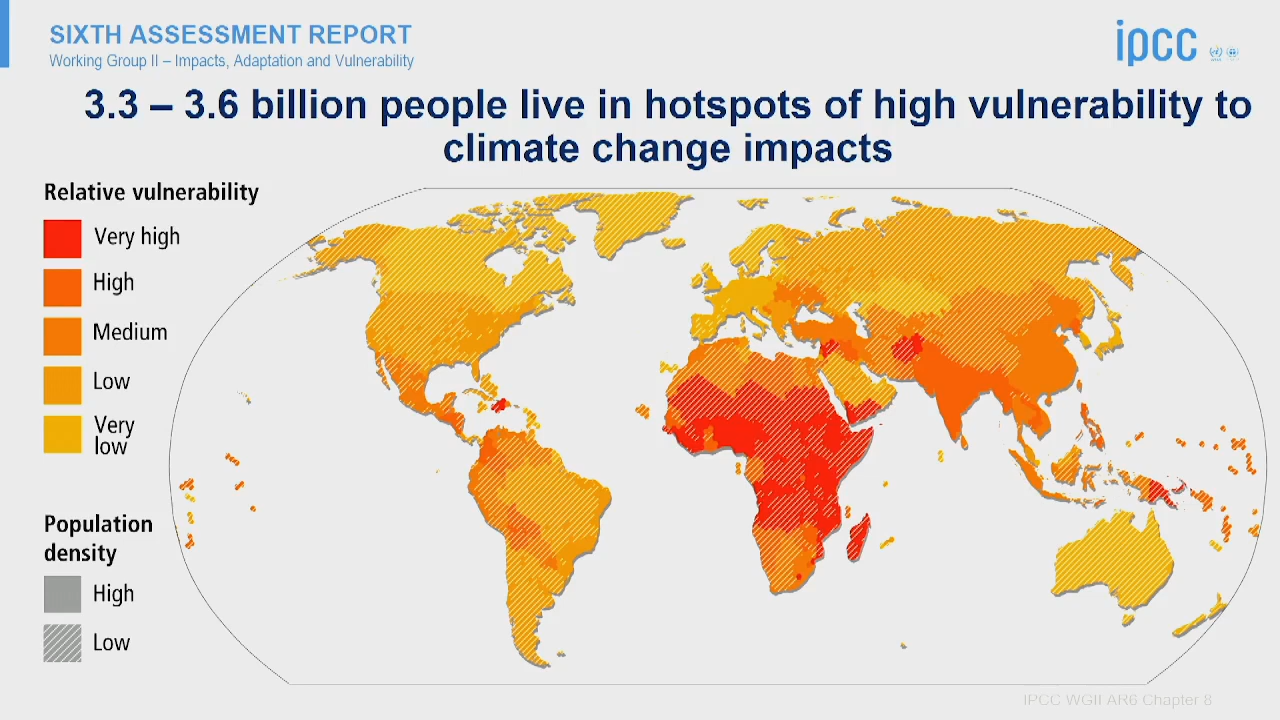 SIXTH ASSESSMENT REPORT
Working Group II – Impacts, Adaptation and Vulnerability
ipcc
3.3 – 3.6 billion people live in hotspots of high vulnerability to
climate change impacts
Relative vulnerability
Very high
High
Medium
Low
Very
low
Population
density
High
Low
IPCC WGII AR6 Chapter 8